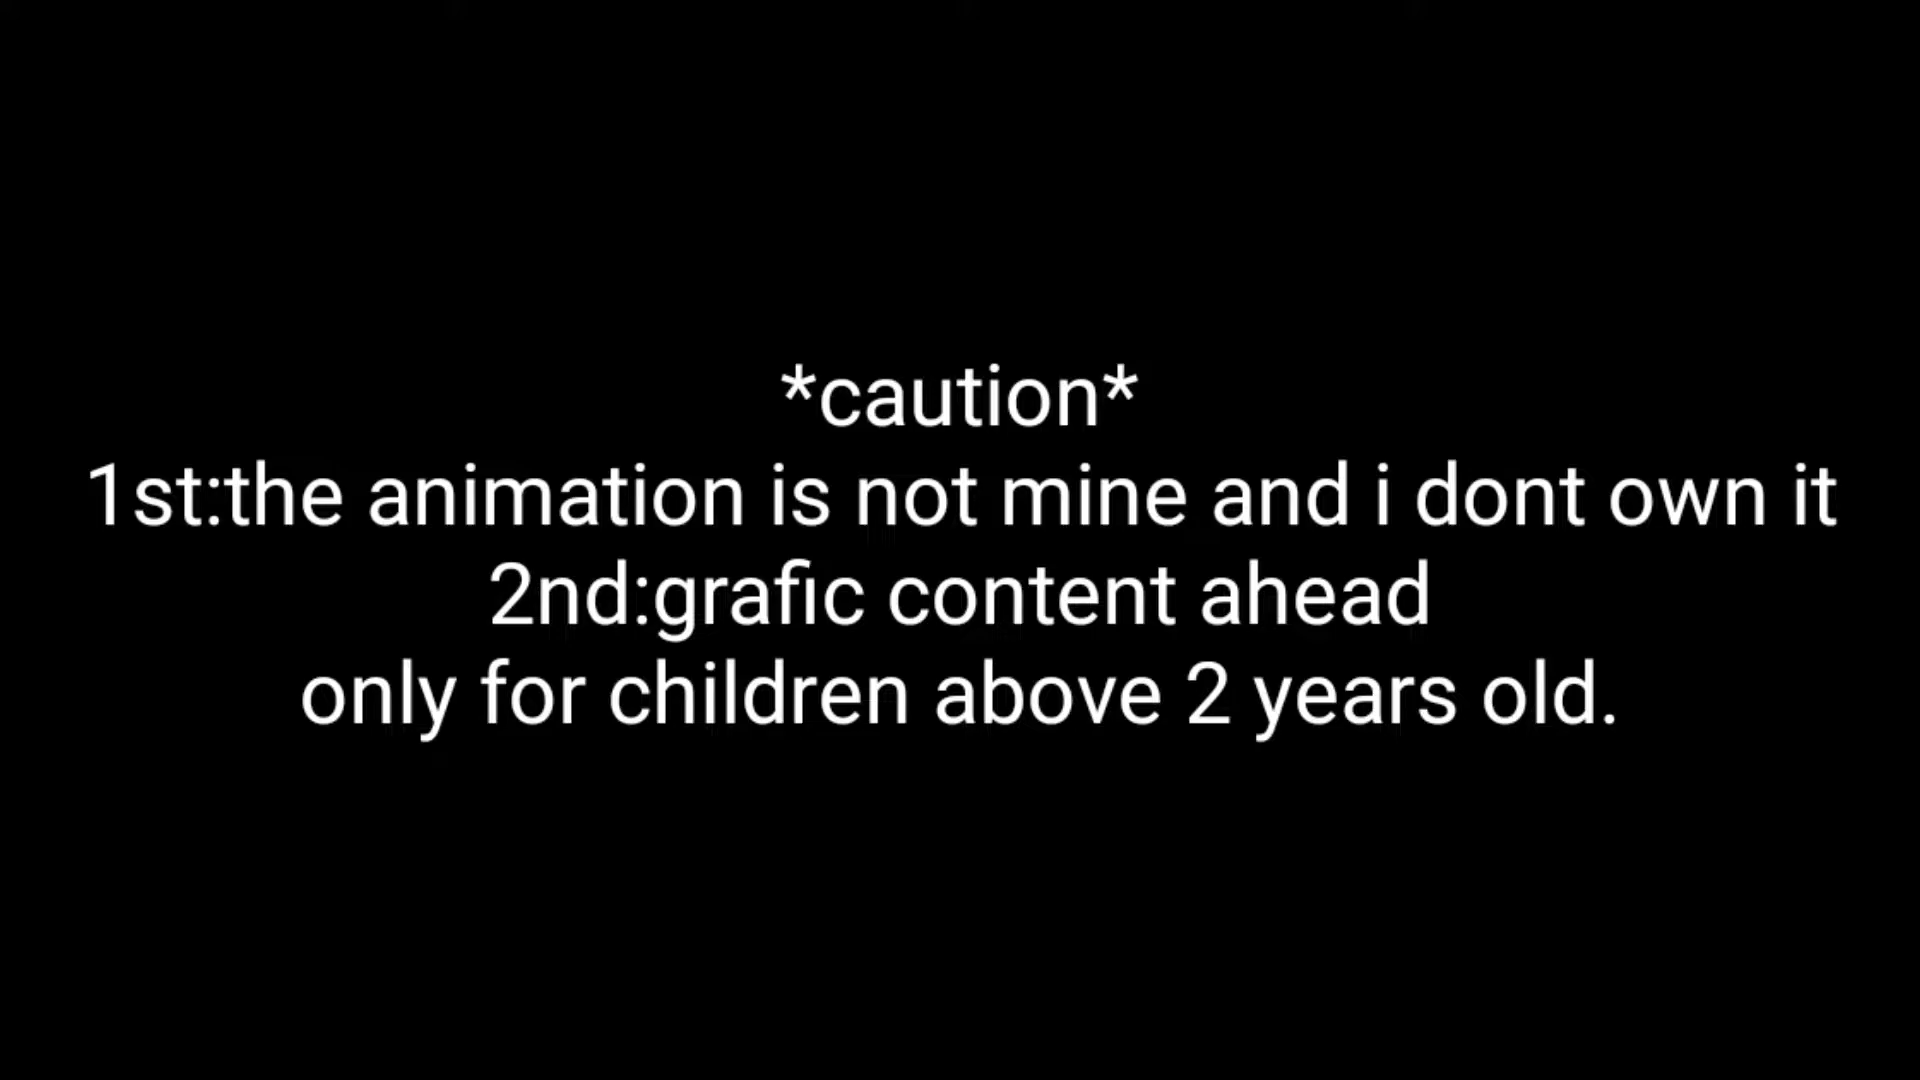 *caution*
1st:the animation is not mine and i dont own it
2nd:grafic content ahead
only for children above 2 years old.